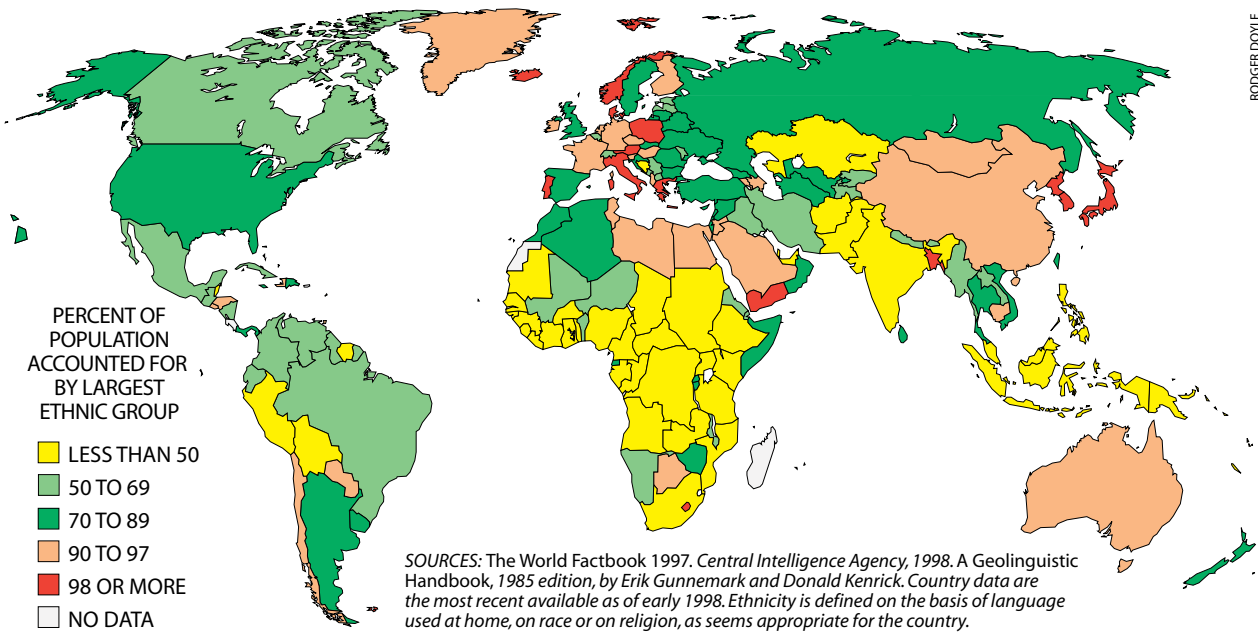 RODGER DOYLE
PERCENT OF
POPULATION
ACCOUNTED FOR
BY LARGEST
ETHNIC GROUP
LESS THAN 50
50 TO 69
70 TO 89
90 TO 97
98 OR MORE
NO DATA
SOURCES: The World Factbook 1997. Central Intelligence Agency, 1998. A Geolinguistic
Handbook, 1985 edition, by Erik Gunnemark and Donald Kenrick. Country data are
the most recent available as of early 1998. Ethnicity is defined on the basis of language
used at home, on race or on religion, as seems appropriate for the country.